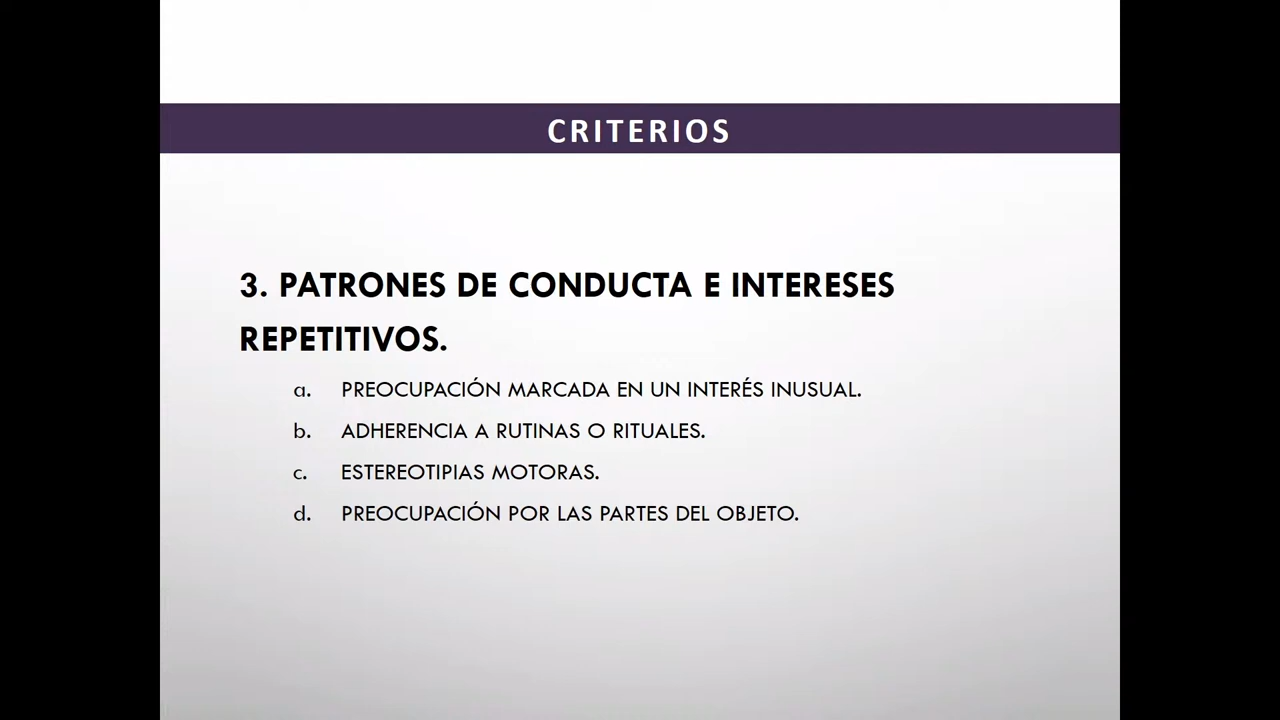 CRITERIOS
3. PATRONES DE CONDUCTA E INTERESES
REPETITIVOS.
a. PREOCUPACIÓN MARCADA EN UN INTERÉS INUSUAL.
b. ADHERENCIA A RUTINAS O RITUALES.
c. ESTEREOTIPIAS MOTORAS.
d. PREOCUPACIÓN POR LAS PARTES DEL OBJETO.